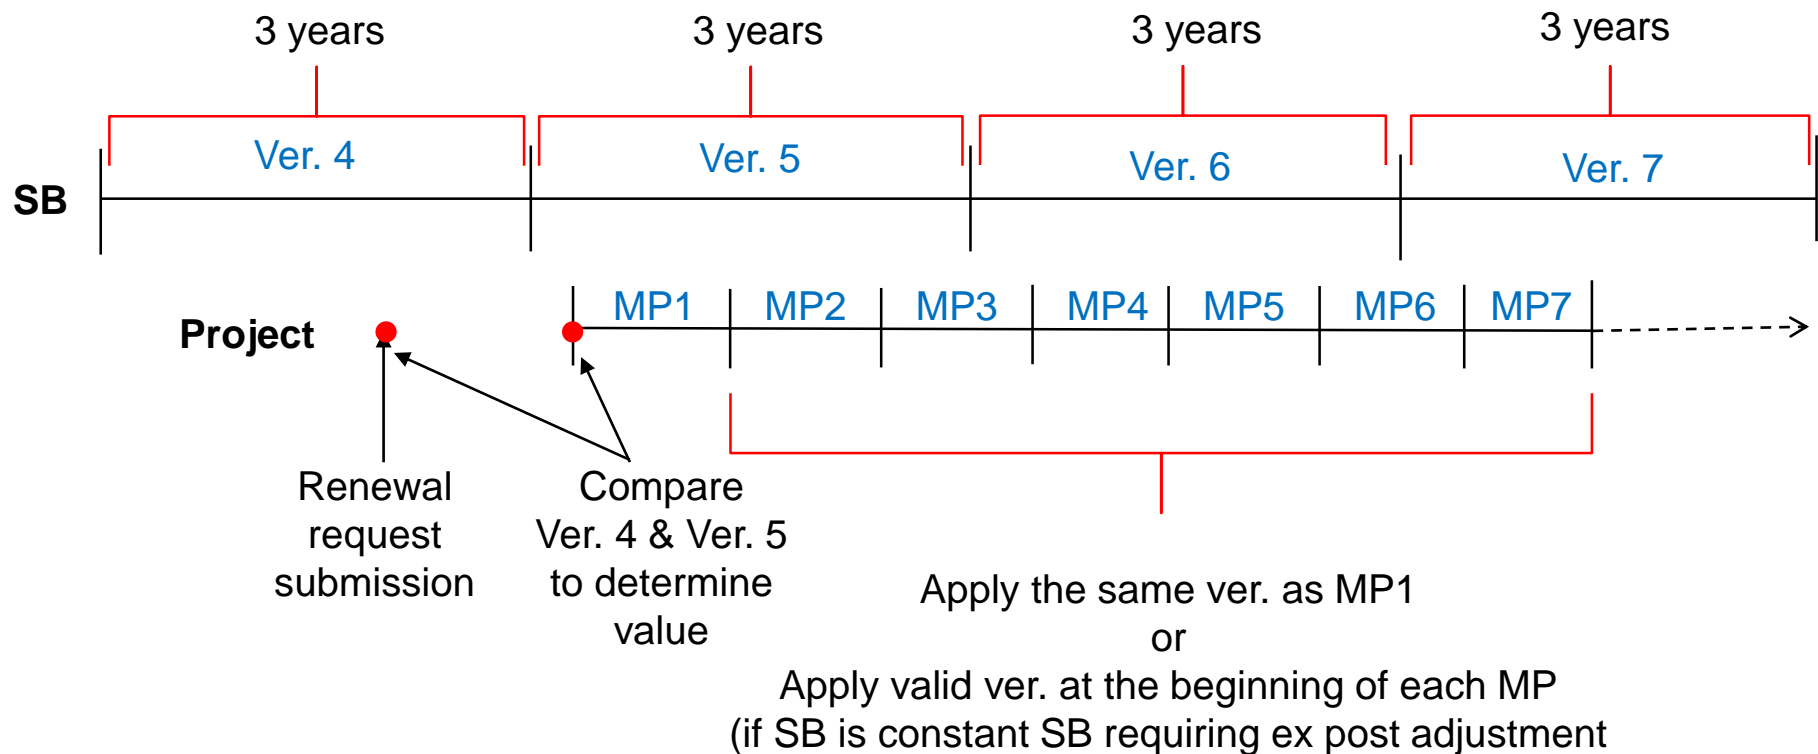 3 years
3 years
3 years
3 years
Ver. 4
Ver. 5
Ver. 6
Ver. 7
SB
MP1
MP2
MP3
MP4
MP5
MP6
MP7
Project
Renewal
request
submission
Compare
Ver. 4 & Ver. 5
to determine
value
Apply the same ver. as MP1
or
Apply valid ver. at the beginning of each MP
(if SB is constant SB requiring ex post adjustment